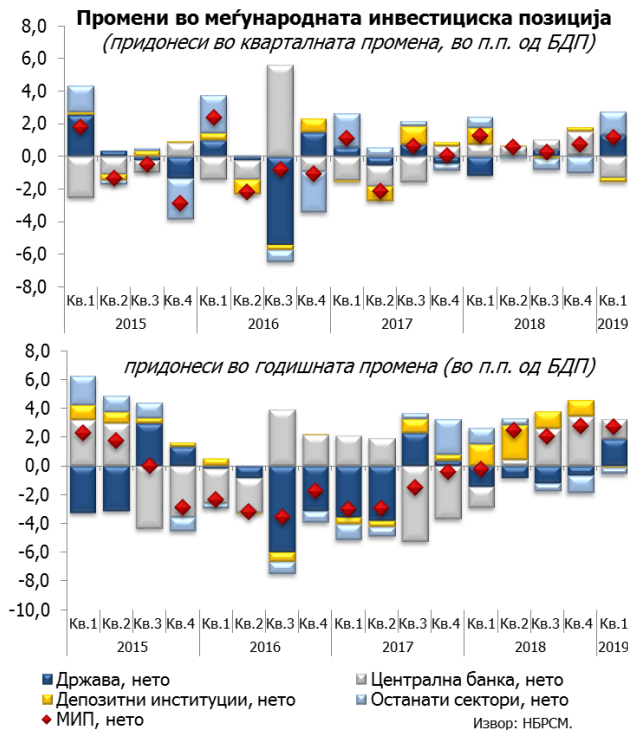 Промени во меѓународната инвестициска позиција
(придонеси во кварталната промена, во п.п. од БДП)
8,0
6,0
4,0
2,0
0,0
-2,0
-4,0
-6,0
-8,0
Кв.1 Кв.2 Кв.3 Кв.4 Кв.1 Кв.2 Кв.3 Кв.4 Кв.1 Кв.2 Кв.3 Кв.4 Кв.1 Кв.2 Кв.3 Кв.4 Кв.1
2015 2016 2017 2018 2019
придонеси во годишната промена (во п.п. од БДП)
8,0
6,0
4,0
2,0
0,0
-2,0
-4,0
-6,0
-8,0
-10,0
Кв.1 Кв.2 Кв.3 Кв.4 Кв.1 Кв.2 Кв.3 Кв.4 Кв.1 Кв.2 Кв.3 Кв.4 Кв.1 Кв.2 Кв.3 Кв.4 Кв.1
2015 2016 2017 2018 2019
Држава, нето Централна банка, нето
Депозитни институции, нето Останати сектори, нето
МИП, нето
Извор: НБРСМ.